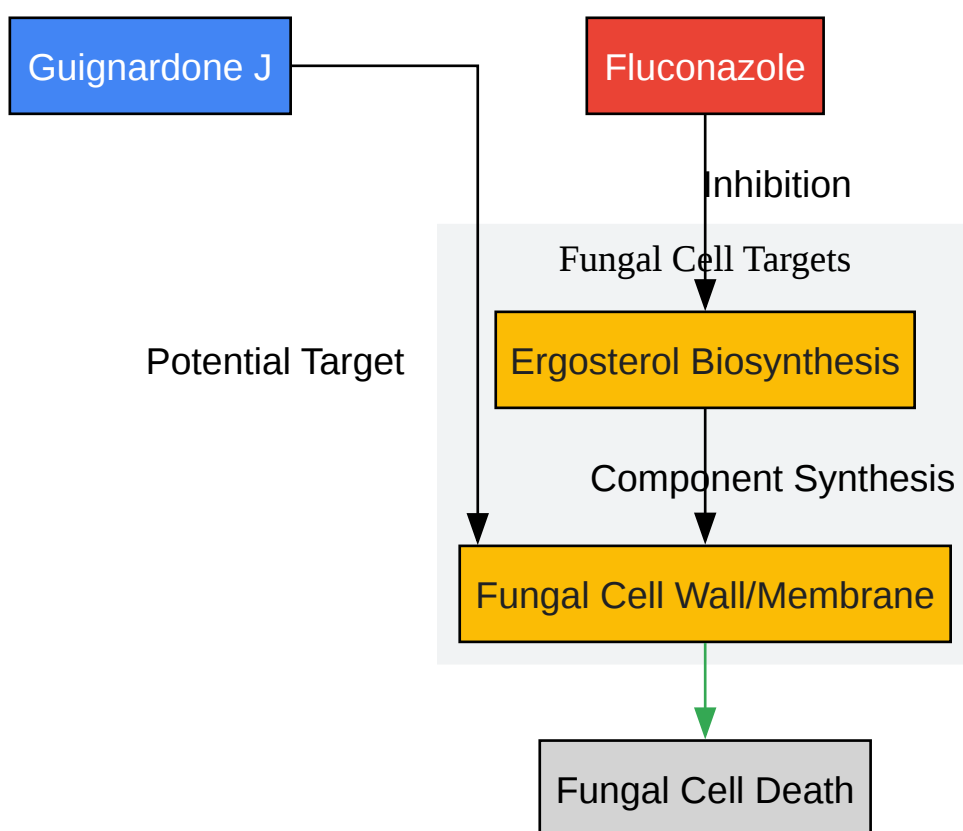 Guignardone J
Fluconazole
Inhibition
Fungal Cell Targets
Potential Target
Ergosterol Biosynthesis
Component Synthesis
Fungal Cell Wall/Membrane
Fungal Cell Death